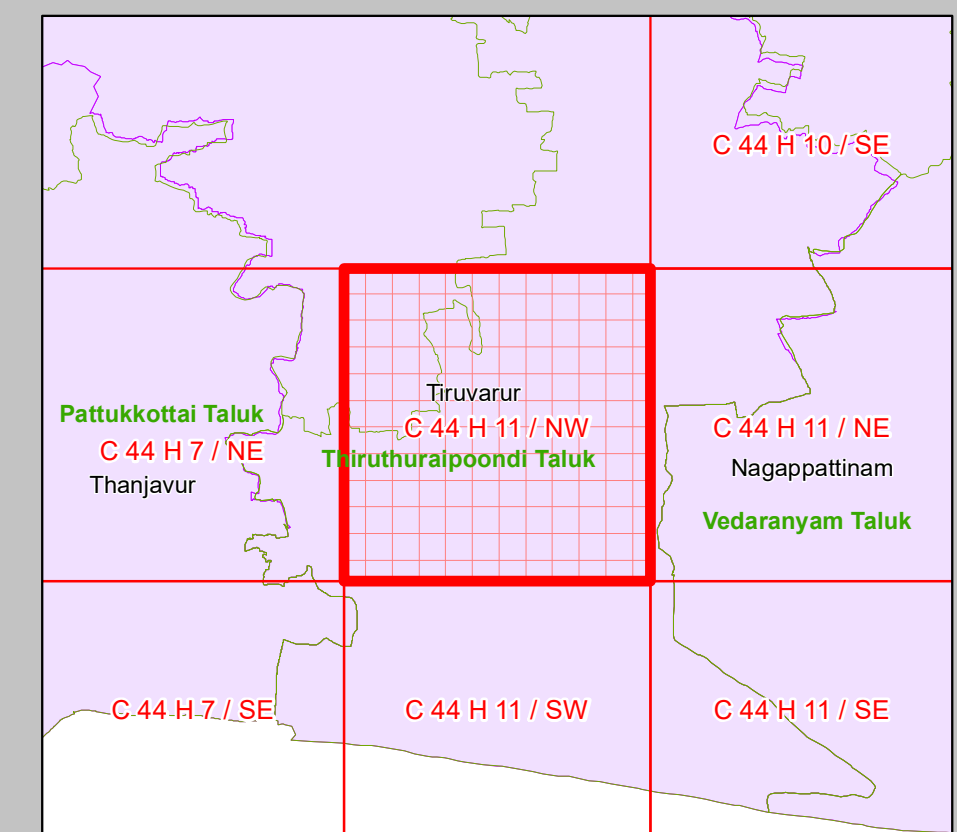 C 44 H 10 / SE
Tiruvarur
Pattukkottai Taluk
C 44 H 11 / NW
C 44 H 11 / NE
C 44 H 7 / NE
Thiruthuraipoondi Taluk
Nagappattinam
Thanjavur
Vedaranyam Taluk
C 44 H 7 / SE
C 44 H 11 / SW
C 44 H 11 / SE